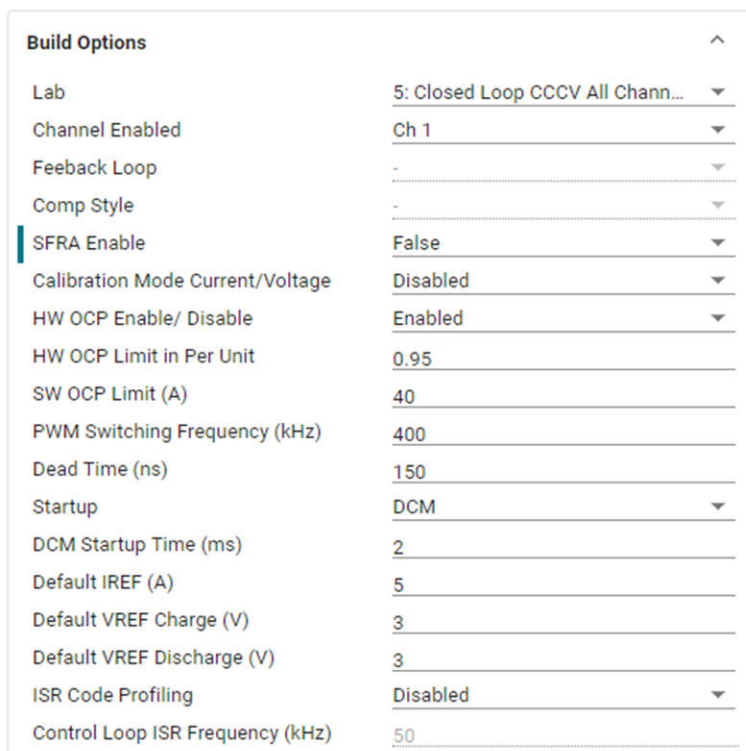 Build Options
Lab 5: Closed Loop CCCV All Chann...
Channel Enabled Ch 1
Feeback Loop -
Comp Style -
SFRA Enable False
Calibration Mode Current/Voltage Disabled
HW OCP Enable/ Disable Enabled
HW OCP Limit in Per Unit 0.95
SW OCP Limit (A) 40
PWM Switching Frequency (kHz) 400
Dead Time (ns) 150
Startup DCM
DCM Startup Time (ms) 2
Default IREF (A) 5
Default VREF Charge (V) 3
Default VREF Discharge (V) 3
ISR Code Profiling Disabled
Control Loop ISR Frequency (kHz) 50